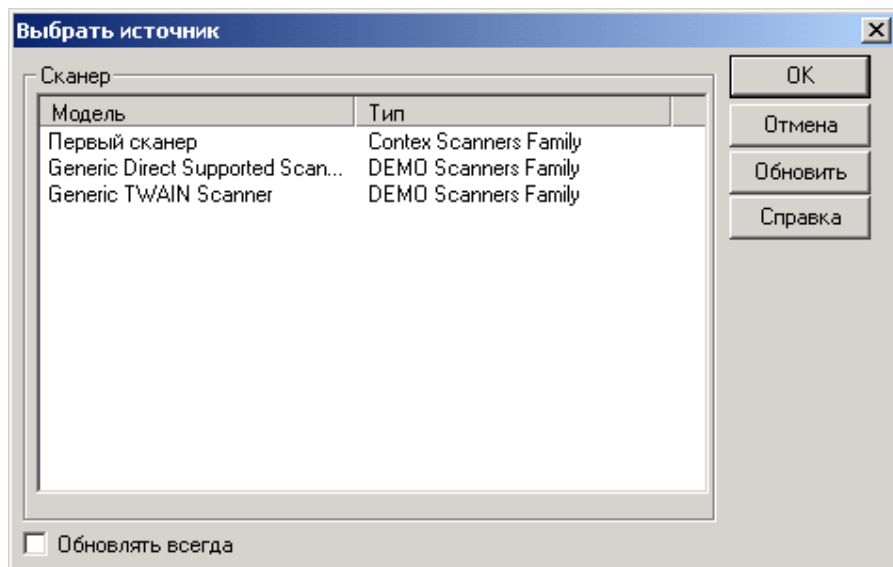 Выбрать источник
Сканер
OK
Модель Тип
Отмена
Первый сканер Contex Scanners Family
Generic Direct Supported Scan... DEMO Scanners Family
Обновить
Generic TWAIN Scanner DEMO Scanners Family
Справка
Обновлять всегда